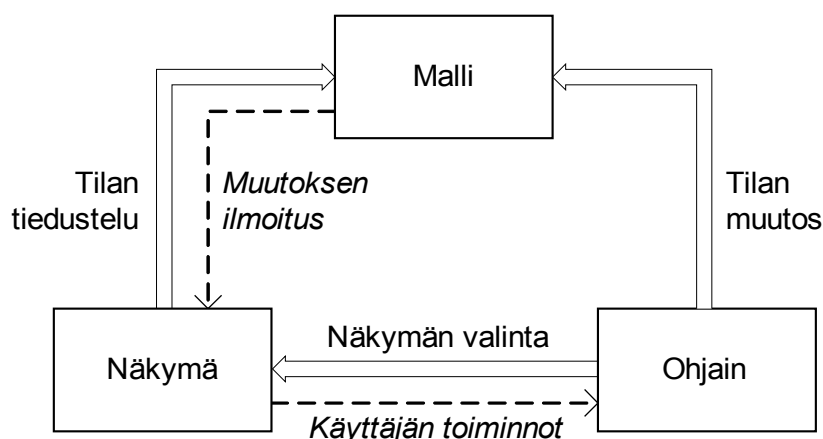 Malli
Tilan
tiedustelu
Muutoksen
ilmoitus
Tilan
muutos
Näkymä
Näkymän valinta
Ohjain
Käyttäjän toiminnot